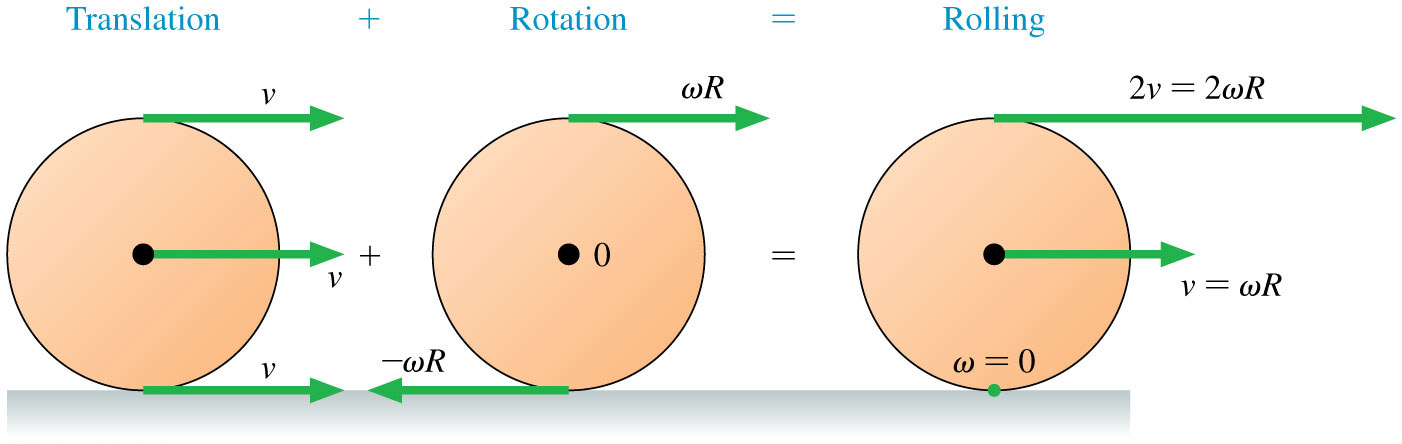 Translation + Rotation = Rolling
v ωR 2v = 2ωR
v + 0 = v = ωR
v −ωR ω = 0